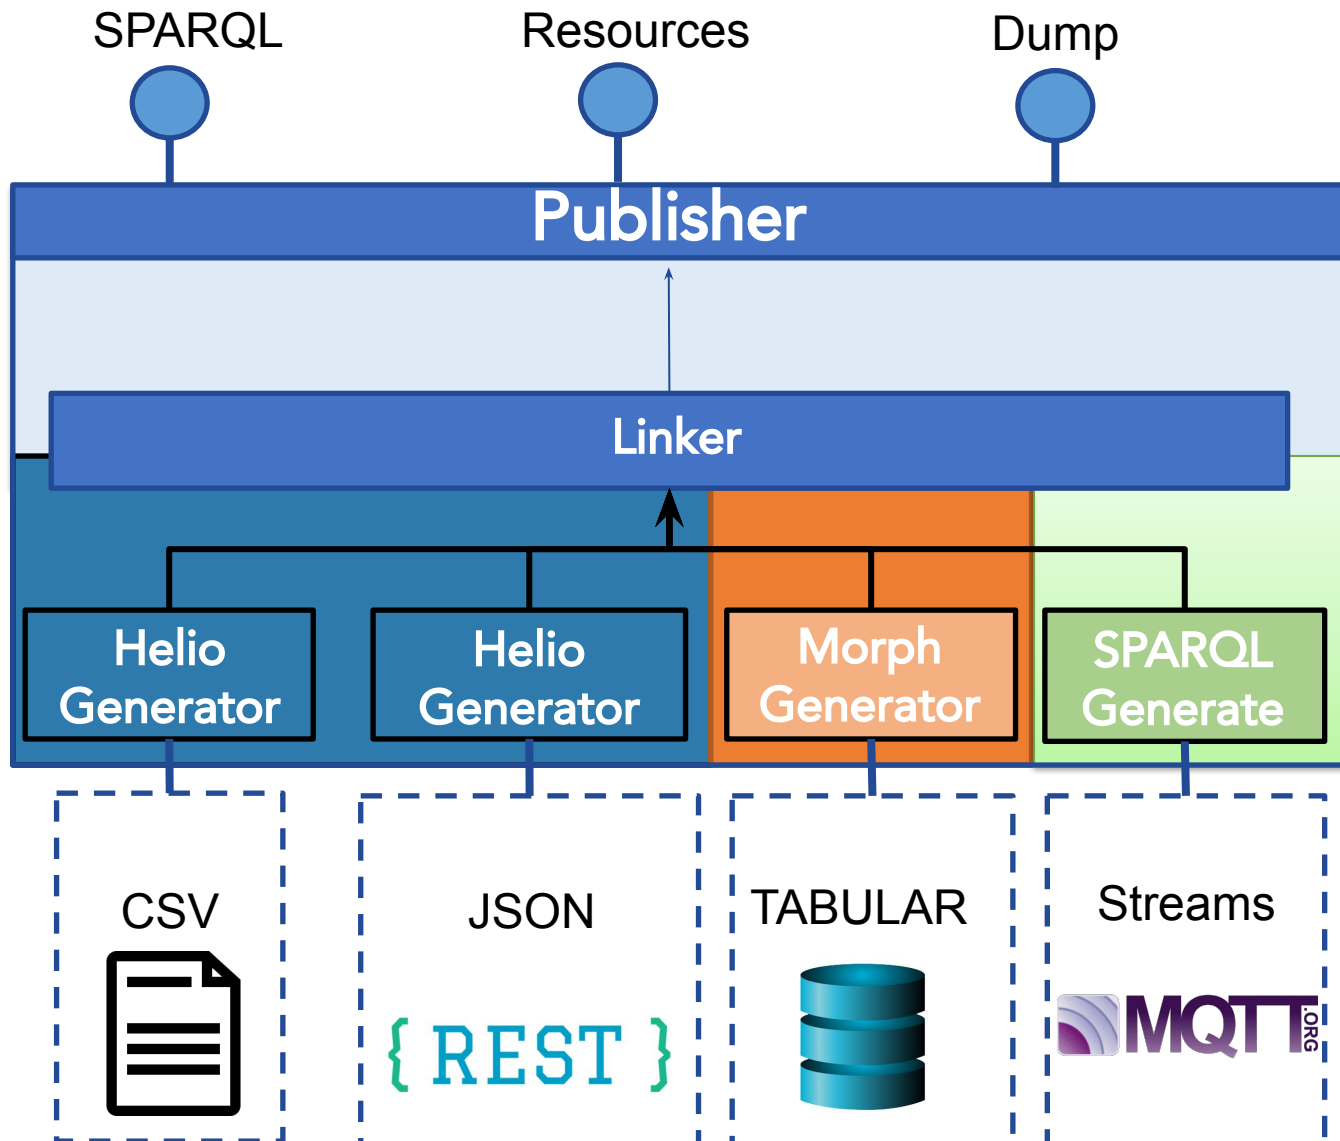 SPARQL
Resources
Dump
Publisher
Linker
Helio
Generator
Helio
Generator
Morph
Generator
SPARQL
Generate
CSV
JSON
TABULAR
Streams
{ REST }
MQTT.ORG